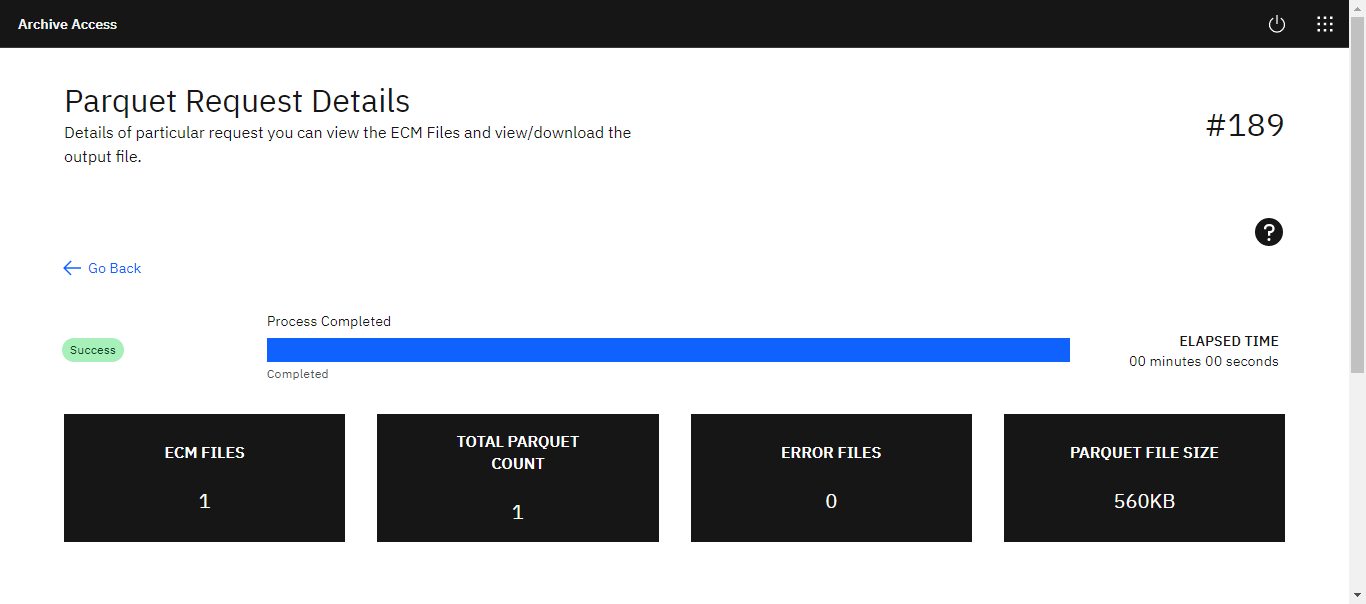 Archive Access
Parquet Request Details
Details of particular request you can view the ECM Files and view/download the
output file.
#189
?
Go Back
Process Completed
Success
Completed
ELAPSED TIME
00 minutes 00 seconds
ECM FILES
1
TOTAL PARQUET
COUNT
1
ERROR FILES
0
PARQUET FILE SIZE
560KB